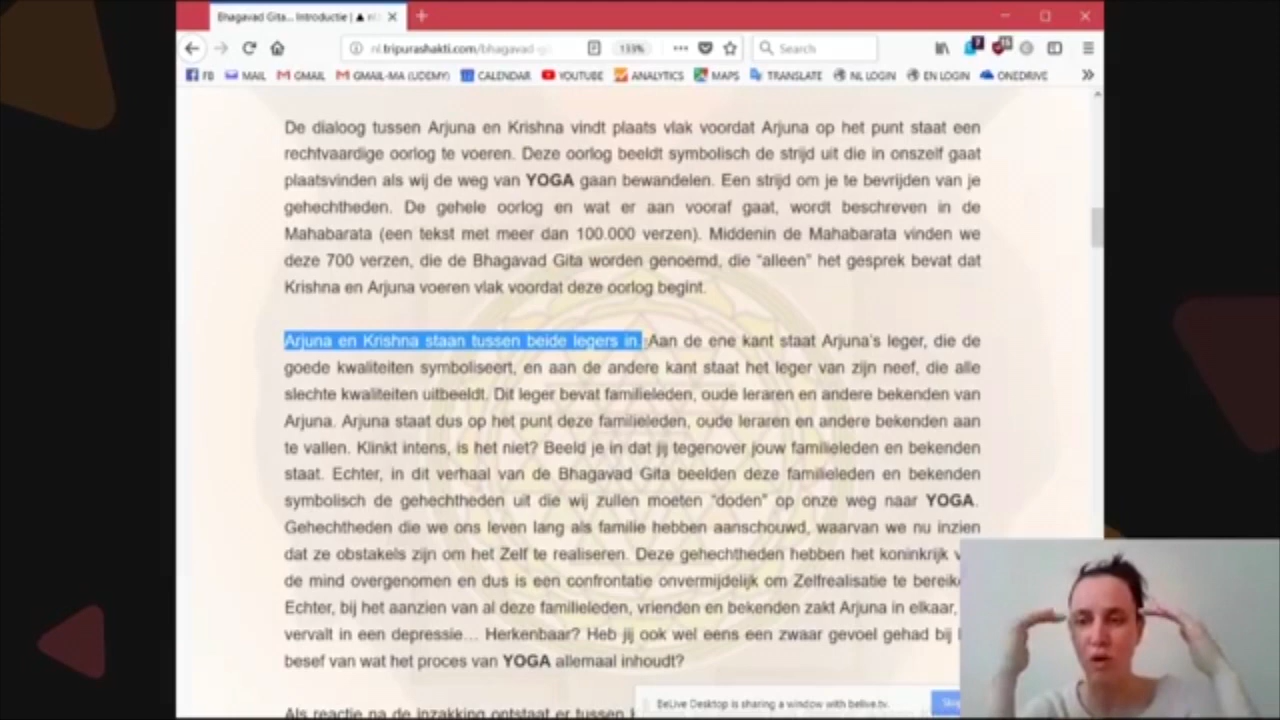 Bhagavad Gita... Introductie | ▲ nl
nl.tripurashakti.com/bhagavad-g
133%
Search
FB MAIL GMAIL GMAIL-MA (UDEMY) CALENDAR YOUTUBE ANALYTICS MAPS TRANSLATE NL LOGIN EN LOGIN ONEDRIVE
De dialoog tussen Arjuna en Krishna vindt plaats vlak voordat Arjuna op het punt staat een
rechtvaardige oorlog te voeren. Deze oorlog beeldt symbolisch de strijd uit die in onszelf gaat
plaatsvinden als wij de weg van YOGA gaan bewandelen. Een strijd om je te bevrijden van je
gehechtheden. De gehele oorlog en wat er aan vooraf gaat, wordt beschreven in de
Mahabarata (een tekst met meer dan 100.000 verzen). Middenin de Mahabarata vinden we
deze 700 verzen, die de Bhagavad Gita worden genoemd, die “alleen” het gesprek bevat dat
Krishna en Arjuna voeren vlak voordat deze oorlog begint.
Arjuna en Krishna staan tussen beide legers in. Aan de ene kant staat Arjuna’s leger, die de
goede kwaliteiten symboliseert, en aan de andere kant staat het leger van zijn neef, die alle
slechte kwaliteiten uitbeeldt. Dit leger bevat familieleden, oude leraren en andere bekenden van
Arjuna. Arjuna staat dus op het punt deze familieleden, oude leraren en andere bekenden aan
te vallen. Klinkt intens, is het niet? Beeld je in dat jij tegenover jouw familieleden en bekenden
staat. Echter, in dit verhaal van de Bhagavad Gita beelden deze familieleden en bekenden
symbolisch de gehechtheden uit die wij zullen moeten “doden” op onze weg naar YOGA.
Gehechtheden die we ons leven lang als familie hebben aanschouwd, waarvan we nu inzien
dat ze obstakels zijn om het Zelf te realiseren. Deze gehechtheden hebben het koninkrijk
de mind overgenomen en dus is een confrontatie onvermijdelijk om Zelfrealisatie te bereike
Echter, bij het aanzien van al deze familieleden, vrienden en bekenden zakt Arjuna in elkaar,
vervalt in een depressie... Herkenbaar? Heb jij ook wel eens een zwaar gevoel gehad bij
besef van wat het proces van YOGA allemaal inhoudt?
Als reactie na de inzakking ontstaat er tussen
BeLive Desktop is sharing a window with belive.tv.